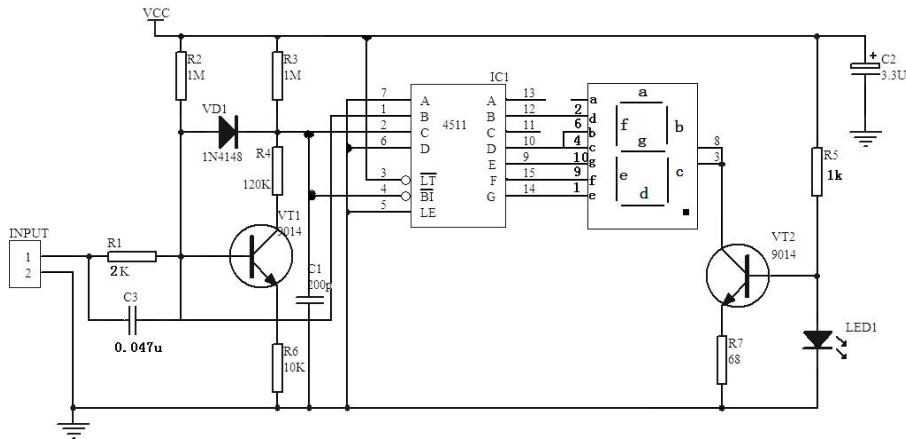 VCC
R2
1M
R3
1M
VD1
1N4148
R4
120K
VT1
9014
INPUT
1
2
R1
2K
C3
0.047u
C1
200p
R6
10K
IC1
4511
7 A
1 B
2 C
6 D
3 LT
4 BI
5 LE
A 13
B 12
C 11
D 10
E 9
F 15
G 14
a
2 d
6 b
4 c
10 g
9 f
1 e
a
f b
g
e c
d
8
3
VT2
9014
R7
68
R5
1k
LED1
+
C2
3.3U